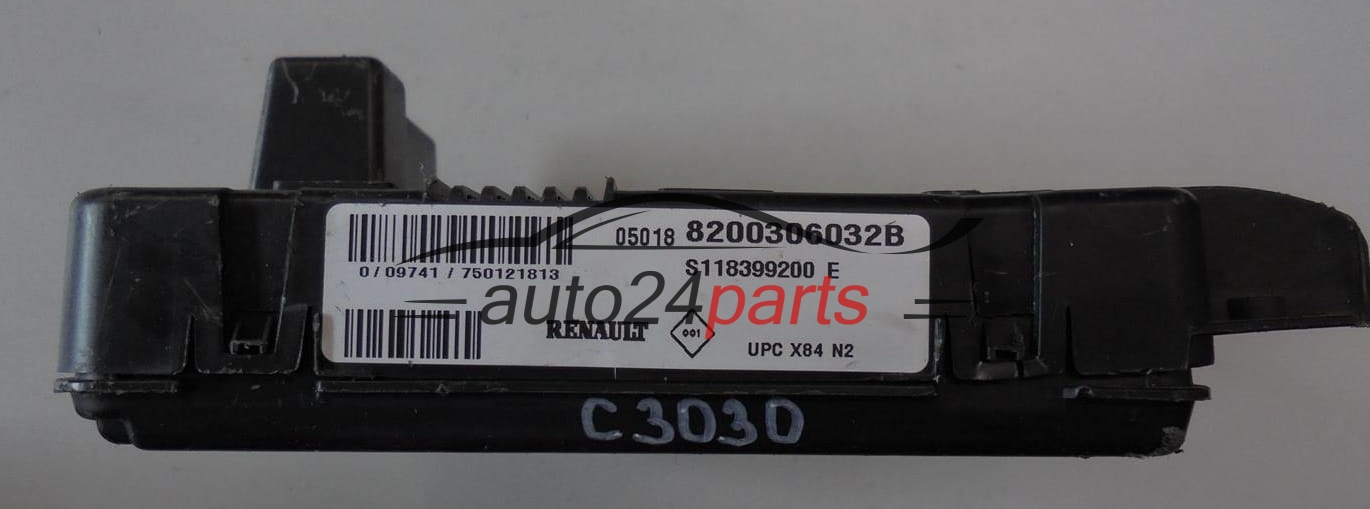 05018 8200306032B
0/09741/750121813
S118399200 E
auto24parts
RENAULT
001
UPC X84 N2
C3030